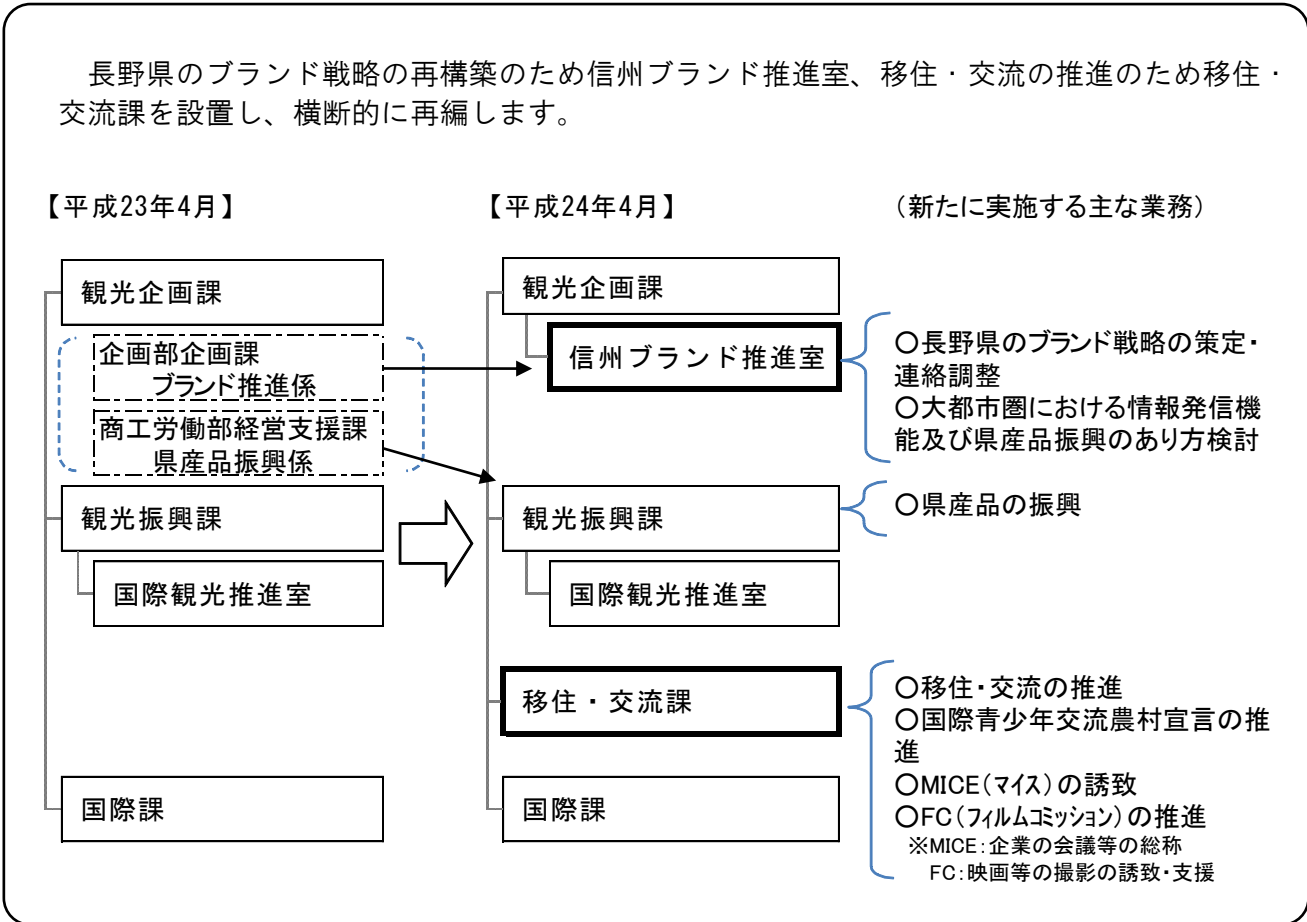 長野県のブランド戦略の再構築のため信州ブランド推進室、移住・交流の推進のため移住・
交流課を設置し、横断的に再編します。
【平成23年4月】
【平成24年4月】
（新たに実施する主な業務）
観光企画課
企画部企画課
ブランド推進係
商工労働部経営支援課
県産品振興係
観光振興課
国際観光推進室
国際課
観光企画課
信州ブランド推進室
観光振興課
国際観光推進室
移住・交流課
国際課
○長野県のブランド戦略の策定・
連絡調整
○大都市圏における情報発信機
能及び県産品振興のあり方検討
○県産品の振興
○移住・交流の推進
○国際青少年交流農村宣言の推
進
○MICE（マイス）の誘致
○FC（フィルムコミッション）の推進
※MICE：企業の会議等の総称
FC：映画等の撮影の誘致・支援